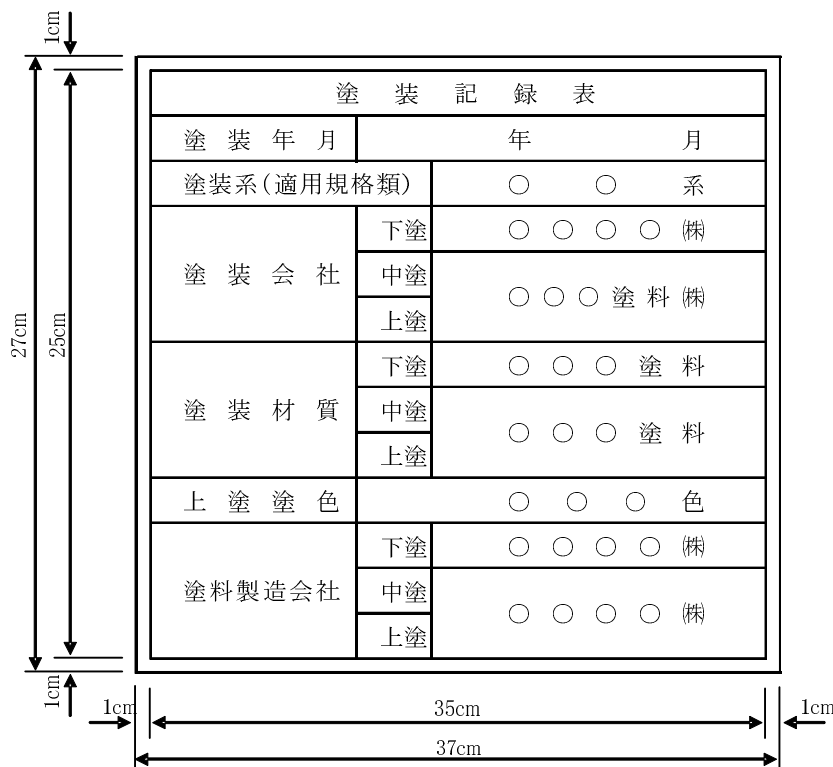 1cm
塗装記録表
塗装年月 年 月
塗装系(適用規格類) ○ ○ 系
塗装会社 下塗 ○○○○㈱
中塗 上塗 ○○○塗料㈱
塗装材質 下塗 ○○○塗料
中塗 上塗 ○○○塗料
上塗塗色 ○○○色
塗料製造会社 下塗 ○○○○㈱
中塗 上塗 ○○○○㈱
27cm
25cm
1cm
1cm
35cm
1cm
37cm